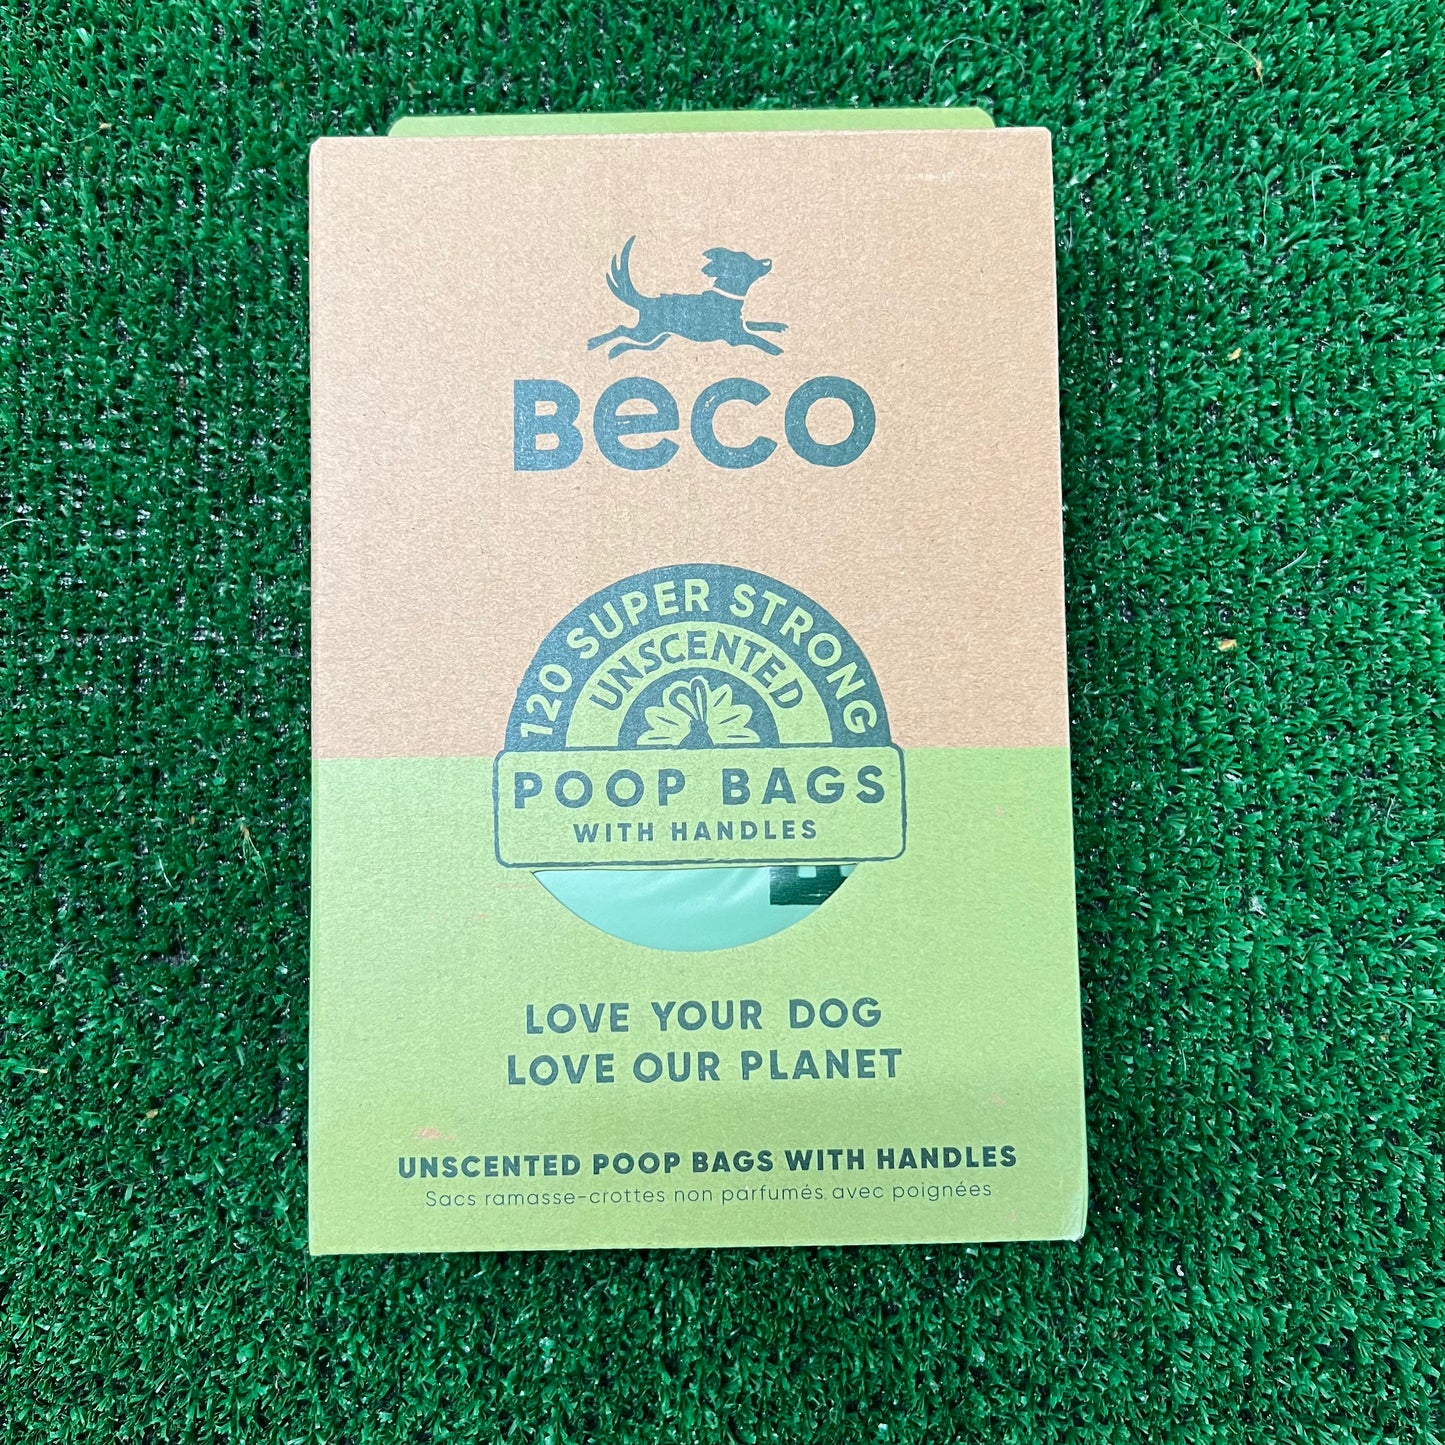 Beco
120 SUPER STRONG
UNSCENTED
POOP BAGS
WITH HANDLES
LOVE YOUR DOG
LOVE OUR PLANET
UNSCENTED POOP BAGS WITH HANDLES
Sacs ramasse-crottes non parfumés avec poignées